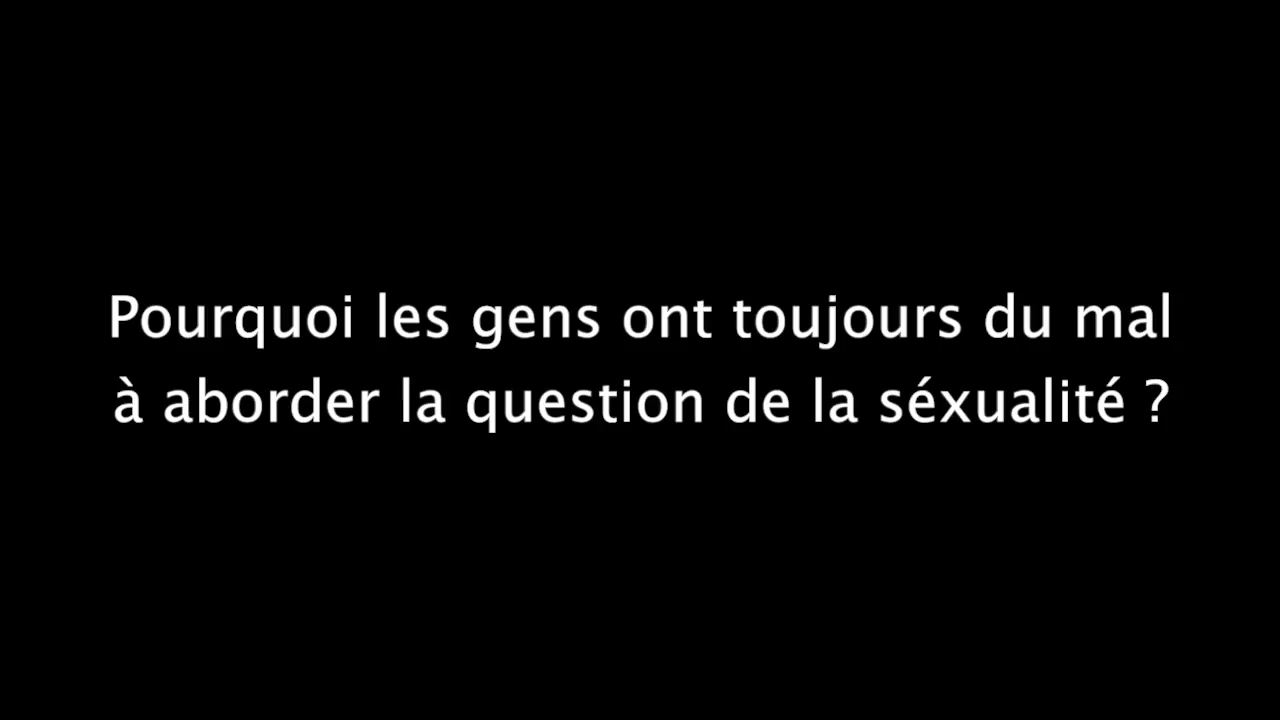 Pourquoi les gens ont toujours du mal
à aborder la question de la séxualité ?